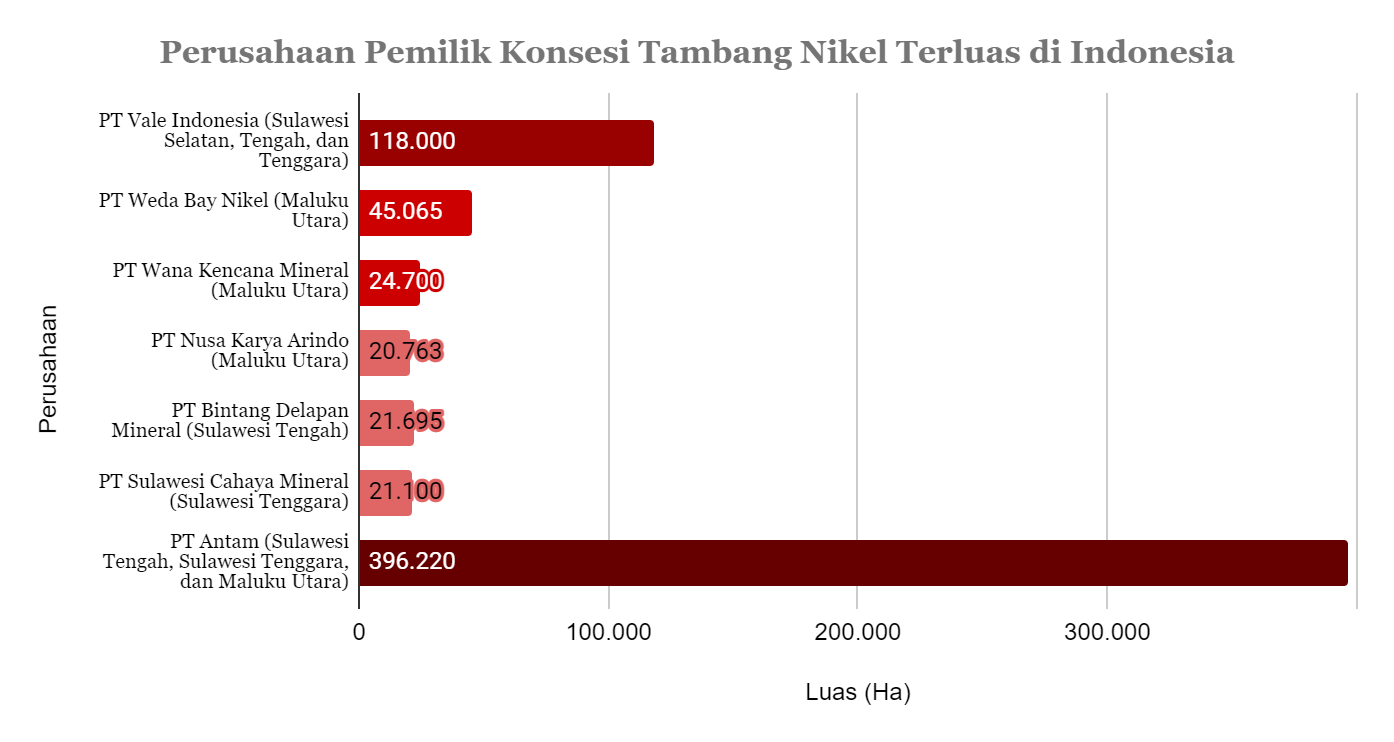 Perusahaan Pemilik Konsesi Tambang Nikel Terluas di Indonesia
Perusahaan
PT Vale Indonesia (Sulawesi
Selatan, Tengah, dan
Tenggara)
118.000
PT Weda Bay Nikel (Maluku
Utara)
45.065
PT Wana Kencana Mineral
(Maluku Utara)
24.700
PT Nusa Karya Arindo
(Maluku Utara)
20.763
PT Bintang Delapan
Mineral (Sulawesi Tengah)
21.695
PT Sulawesi Cahaya Mineral
(Sulawesi Tenggara)
21.100
PT Antam (Sulawesi
Tengah, Sulawesi Tenggara,
dan Maluku Utara)
396.220
0
100.000
200.000
300.000
Luas (Ha)